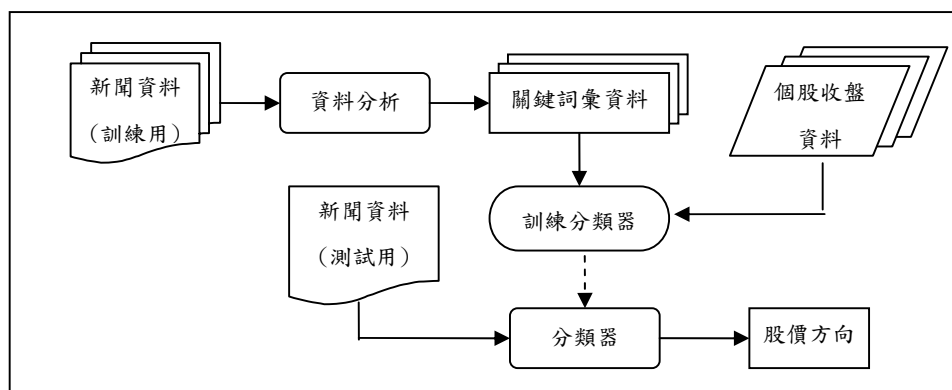 新聞資料
(訓練用)
資料分析
關鍵詞彙資料
個股收盤
資料
新聞資料
(測試用)
訓練分類器
分類器
股價方向